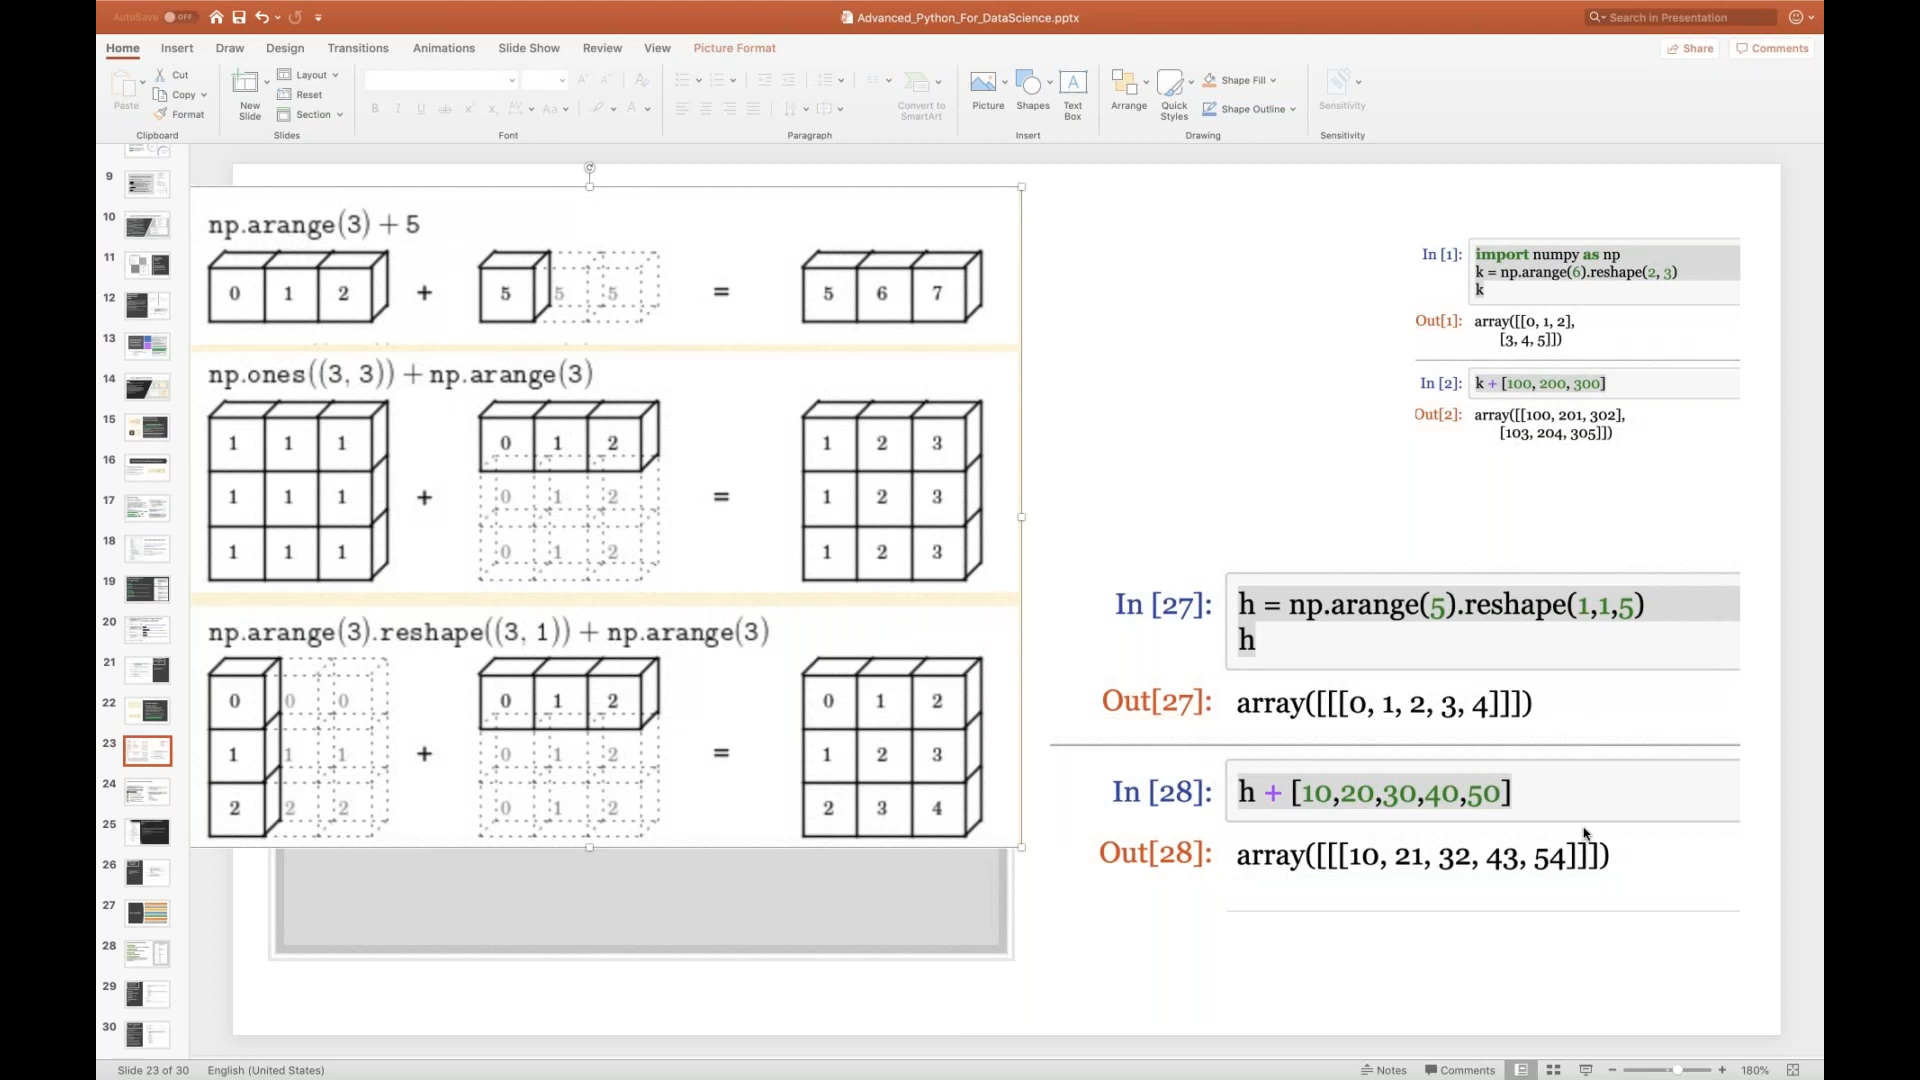 AutoSave OFF
Advanced_Python_For_DataScience.pptx
Search in Presentation
Home Insert Draw Design Transitions Animations Slide Show Review View Picture Format
Share Comments
Paste
Cut
Copy
Format
Clipboard
New Slide
Layout
Reset
Section
Slides
B I U ab x² x₂ AV Aa A
Font
Convert to SmartArt
Paragraph
Picture
Shapes
Text Box
Insert
Arrange
Quick Styles
Shape Fill
Shape Outline
Drawing
Sensitivity
Sensitivity
9
10
11
12
13
14
15
16
17
18
19
20
21
22
23
24
25
26
27
28
29
30
np.arange(3) + 5
0 1 2 + 5 5 5 = 5 6 7
np.ones((3, 3)) + np.arange(3)
1 1 1 0 1 2 1 2 3
1 1 1 + 0 1 2 = 1 2 3
1 1 1 0 1 2 1 2 3
np.arange(3).reshape((3, 1)) + np.arange(3)
0 0 0 0 1 2 0 1 2
1 1 1 + 0 1 2 = 1 2 3
2 2 2 0 1 2 2 3 4
In [1]: import numpy as np
k = np.arange(6).reshape(2, 3)
k
Out[1]: array([[0, 1, 2],
[3, 4, 5]])
In [2]: k + [100, 200, 300]
Out[2]: array([[100, 201, 302],
[103, 204, 305]])
In [27]: h = np.arange(5).reshape(1,1,5)
h
Out[27]: array([[[0, 1, 2, 3, 4]]])
In [28]: h + [10,20,30,40,50]
Out[28]: array([[[10, 21, 32, 43, 54]]])
Slide 23 of 30 English (United States)
Notes Comments 180%